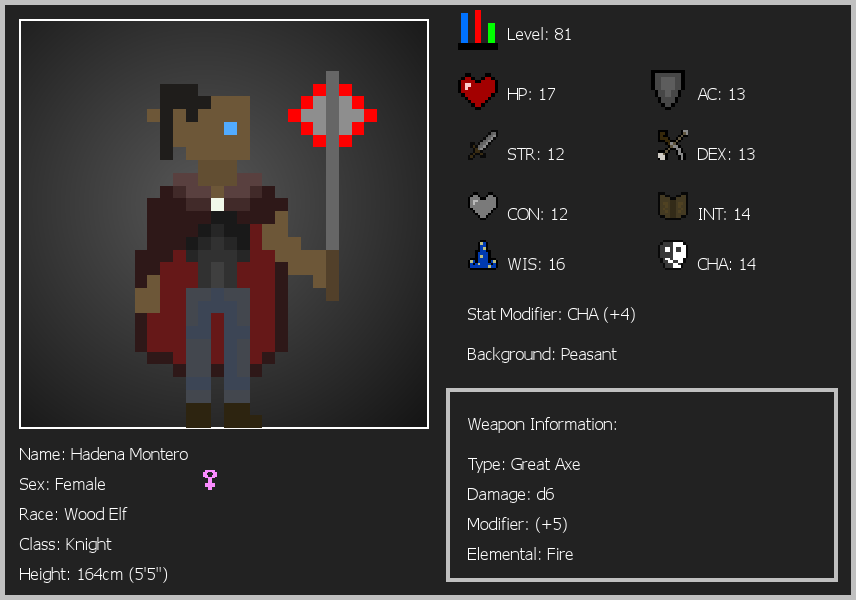 Level: 81
HP: 17
AC: 13
STR: 12
DEX: 13
CON: 12
INT: 14
WIS: 16
CHA: 14
Stat Modifier: CHA (+4)
Background: Peasant
Weapon Information:
Type: Great Axe
Damage: d6
Modifier: (+5)
Elemental: Fire
Name: Hadena Montero
Sex: Female
Race: Wood Elf
Class: Knight
Height: 164cm (5'5")